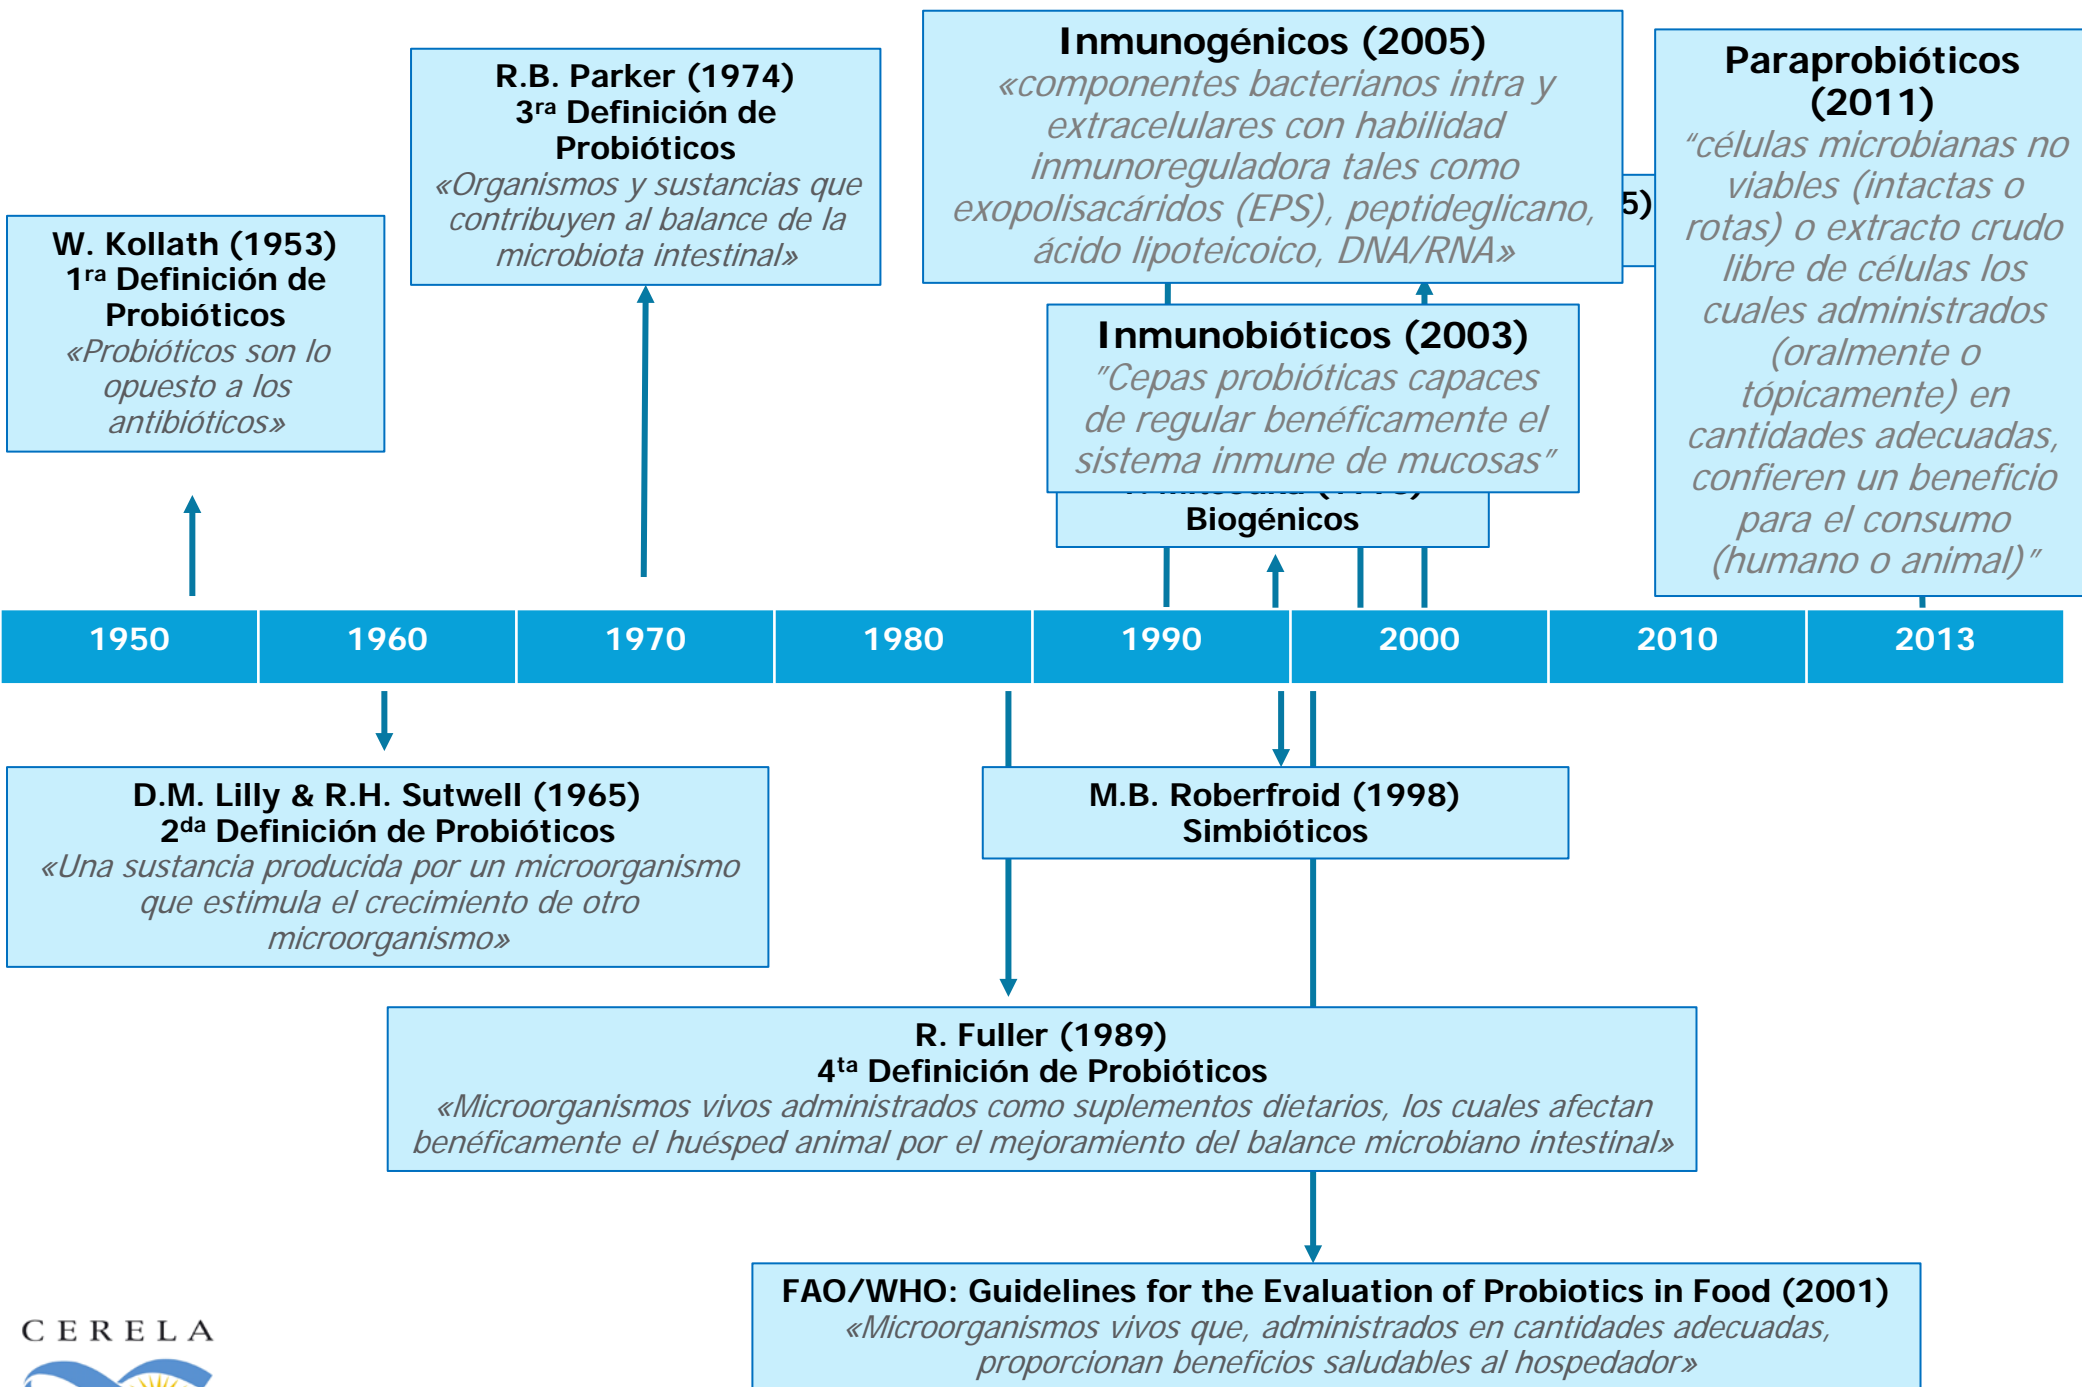 Inmunogénicos (2005)
«componentes bacterianos intra y
extracelulares con habilidad
inmunoreguladora tales como
exopolisacáridos (EPS), peptideglicano,
ácido lipoteicoico, DNA/RNA»
Paraprobióticos
(2011)
“células microbianas no
viables (intactas o
rotas) o extracto crudo
libre de células los
cuales administrados
(oralmente o
tópicamente) en
cantidades adecuadas,
confieren un beneficio
para el consumo
(humano o animal)”
R.B. Parker (1974)
3ra Definición de
Probióticos
«Organismos y sustancias que
contribuyen al balance de la
microbiota intestinal»
5)
W. Kollath (1953)
1ra Definición de
Probióticos
«Probióticos son lo
opuesto a los
antibióticos»
Inmunobióticos (2003)
”Cepas probióticas capaces
de regular benéficamente el
sistema inmune de mucosas”
Biogénicos
1950 1960 1970 1980 1990 2000 2010 2013
D.M. Lilly & R.H. Sutwell (1965)
2da Definición de Probióticos
«Una sustancia producida por un microorganismo
que estimula el crecimiento de otro
microorganismo»
M.B. Roberfroid (1998)
Simbióticos
R. Fuller (1989)
4ta Definición de Probióticos
«Microorganismos vivos administrados como suplementos dietarios, los cuales afectan
benéficamente el huésped animal por el mejoramiento del balance microbiano intestinal»
FAO/WHO: Guidelines for the Evaluation of Probiotics in Food (2001)
«Microorganismos vivos que, administrados en cantidades adecuadas,
proporcionan beneficios saludables al hospedador»
CERELA